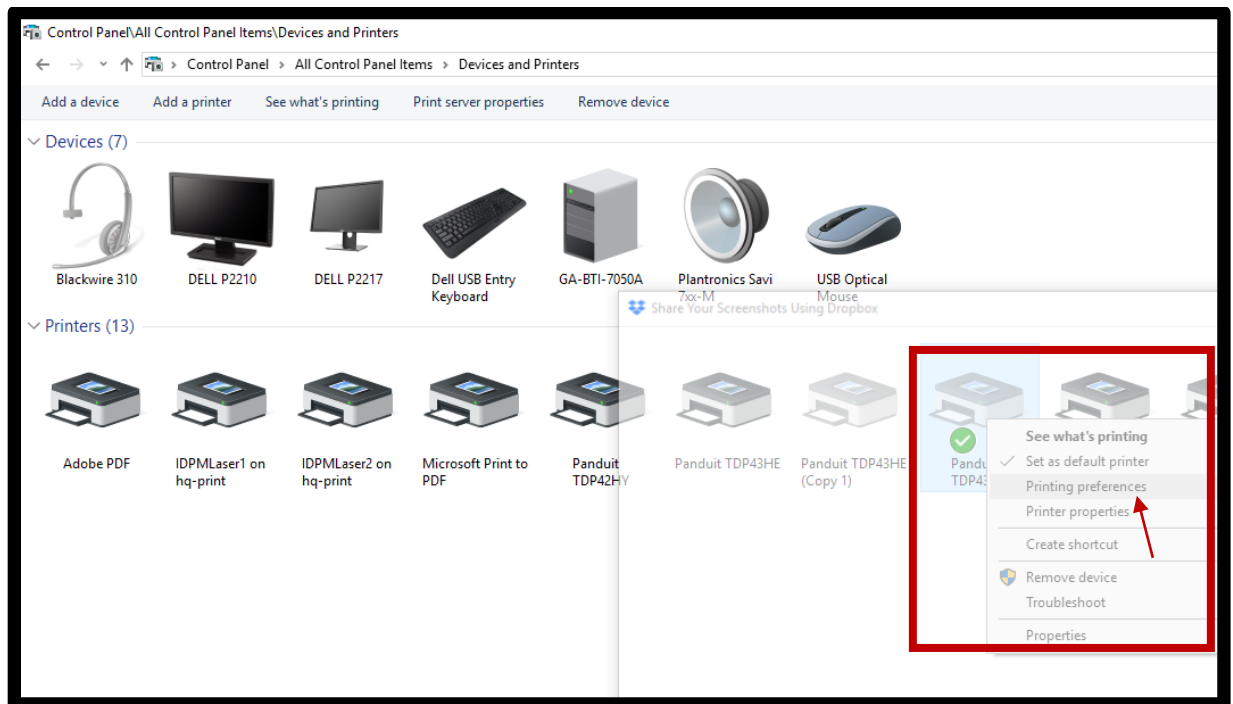 Control Panel\All Control Panel Items\Devices and Printers
Control Panel > All Control Panel Items > Devices and Printers
Add a device Add a printer See what's printing Print server properties Remove device
Devices (7)
Blackwire 310 DELL P2210 DELL P2217 Dell USB Entry GA-BTI-7050A Plantronics Savi USB Optical
Keyboard 7xx-M Mouse
Share Your Screenshots Using Dropbox
Printers (13)
See what's printing
Adobe PDF IDPMLaser1 on IDPMLaser2 on Microsoft Print to Panduit Panduit TDP43HE Panduit TDP43HE Set as default printer
hq-print hq-print PDF TDP42HY (Copy 1)
Printing preferences
Printer properties
Create shortcut
Remove device
Troubleshoot
Properties